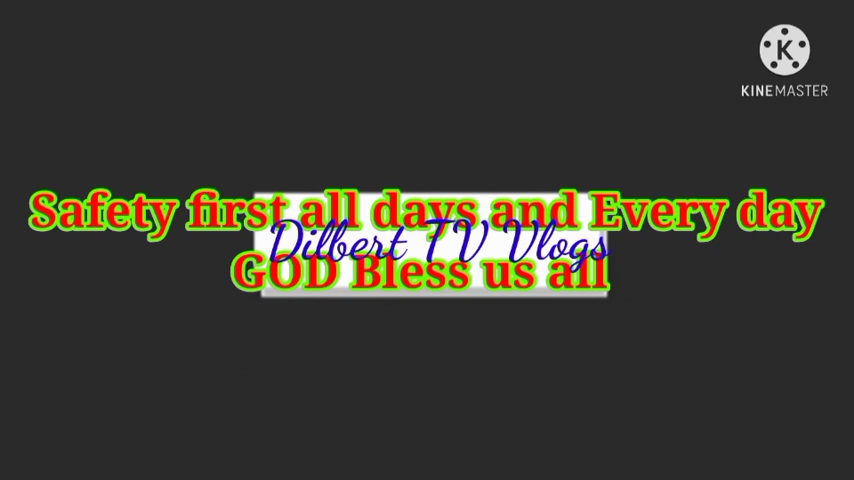 KINEMASTER
Safety first all days and Every day
Dilbert TV Vlogs
GOD Bless us all